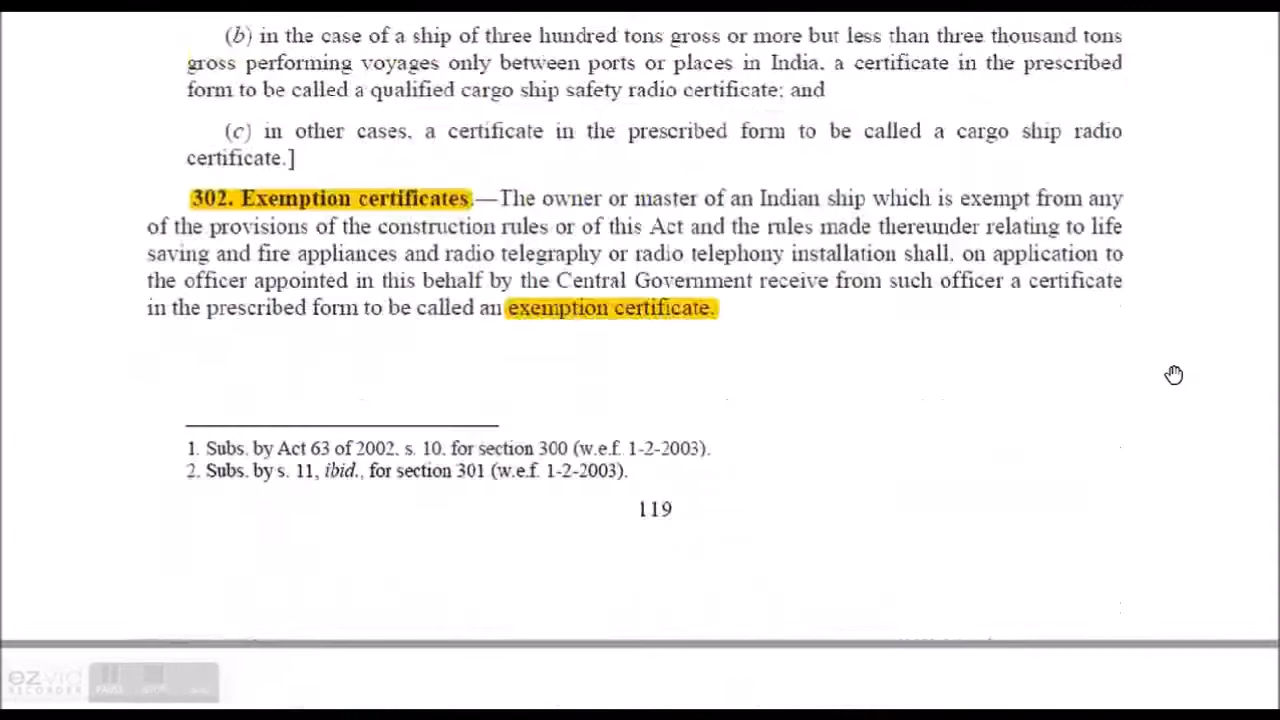 (b) in the case of a ship of three hundred tons gross or more but less than three thousand tons
gross performing voyages only between ports or places in India, a certificate in the prescribed
form to be called a qualified cargo ship safety radio certificate; and
(c) in other cases, a certificate in the prescribed form to be called a cargo ship radio
certificate.]
302. Exemption certificates.—The owner or master of an Indian ship which is exempt from any
of the provisions of the construction rules or of this Act and the rules made thereunder relating to life
saving and fire appliances and radio telegraphy or radio telephony installation shall, on application to
the officer appointed in this behalf by the Central Government receive from such officer a certificate
in the prescribed form to be called an exemption certificate.
1. Subs. by Act 63 of 2002, s. 10, for section 300 (w.e.f. 1-2-2003).
2. Subs. by s. 11, ibid., for section 301 (w.e.f. 1-2-2003).
119
ezvid
RECORDER
PAUSE